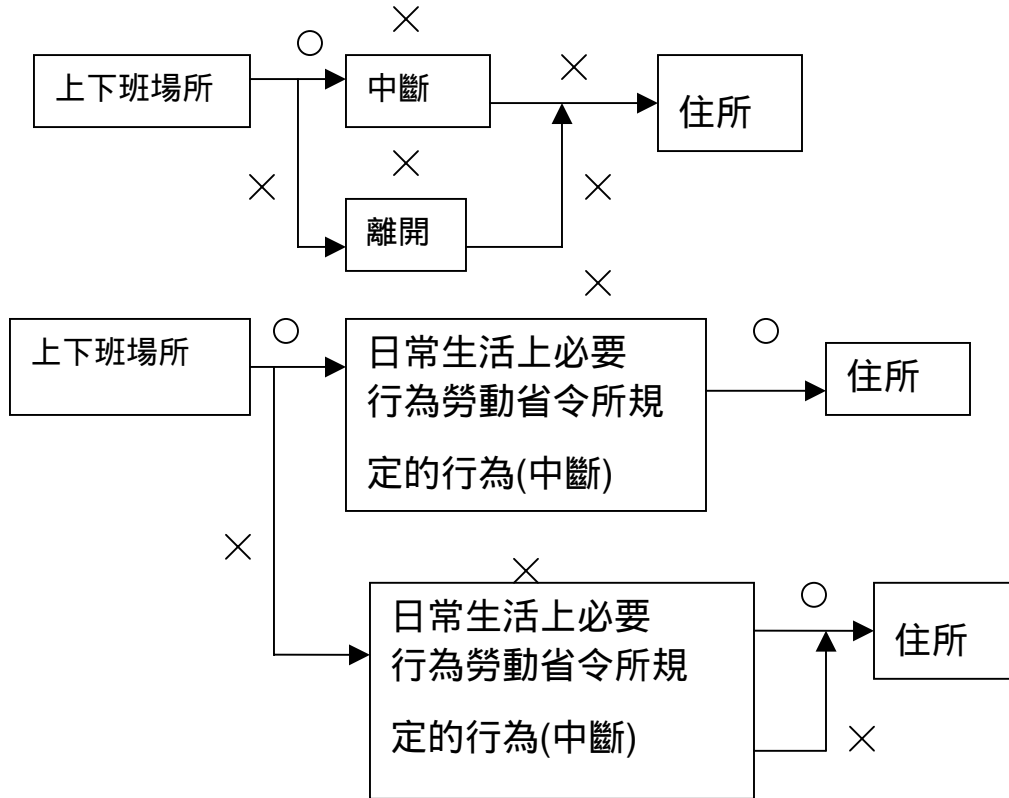 上下班場所
中斷
住所
離開
上下班場所
日常生活上必要
行為勞動省令所規
定的行為(中斷)
住所
日常生活上必要
行為勞動省令所規
定的行為(中斷)
住所